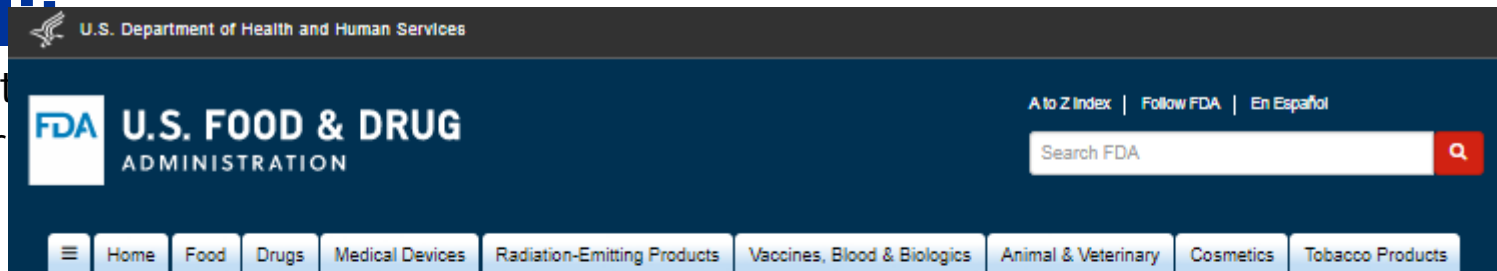 U.S. Department of Health and Human Services
A to Z Index | Follow FDA | En Español
FDA U.S. FOOD & DRUG
ADMINISTRATION
Search FDA
☰ Home Food Drugs Medical Devices Radiation-Emitting Products Vaccines, Blood & Biologics Animal & Veterinary Cosmetics Tobacco Products